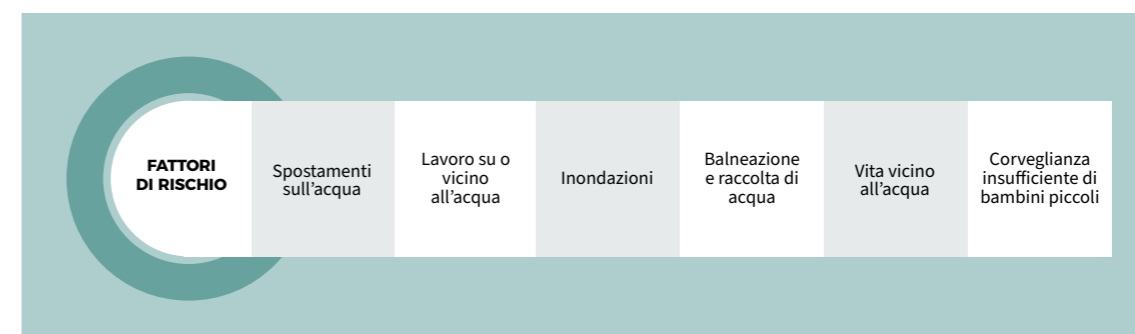 FATTORI
DI RISCHIO
Spostamenti
sull’acqua
Lavoro su o
vicino
all’acqua
Inondazioni
Balneazione
e raccolta di
acqua
Vita vicino
all’acqua
Corveglianza
insufficiente di
bambini piccoli